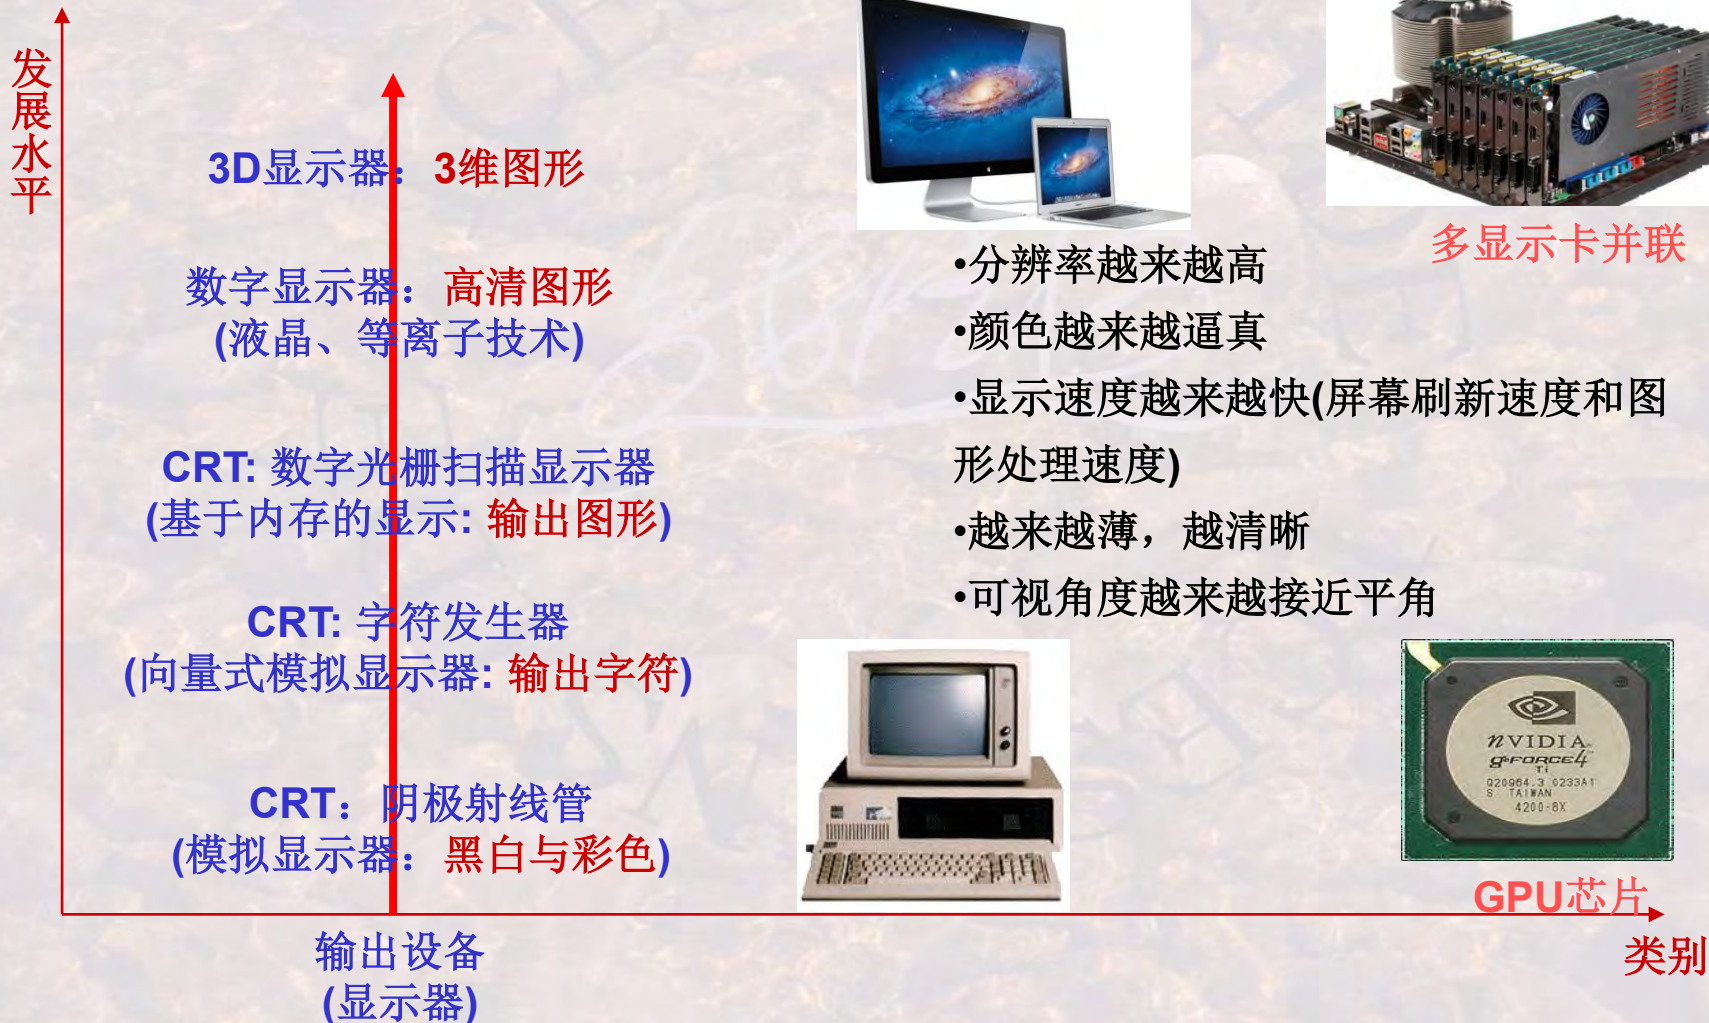 发展水平
3D显示器：3维图形
数字显示器：高清图形
(液晶、等离子技术)
CRT: 数字光栅扫描显示器
(基于内存的显示: 输出图形)
CRT: 字符发生器
(向量式模拟显示器: 输出字符)
CRT：阴极射线管
(模拟显示器：黑白与彩色)
输出设备
(显示器)
多显示卡并联
•分辨率越来越高
•颜色越来越逼真
•显示速度越来越快(屏幕刷新速度和图
形处理速度)
•越来越薄，越清晰
•可视角度越来越接近平角
nVIDIA
GeFORCE4
Ti
Q20964.3 0233A1
S TAIWAN
4200-8X
GPU芯片
类别